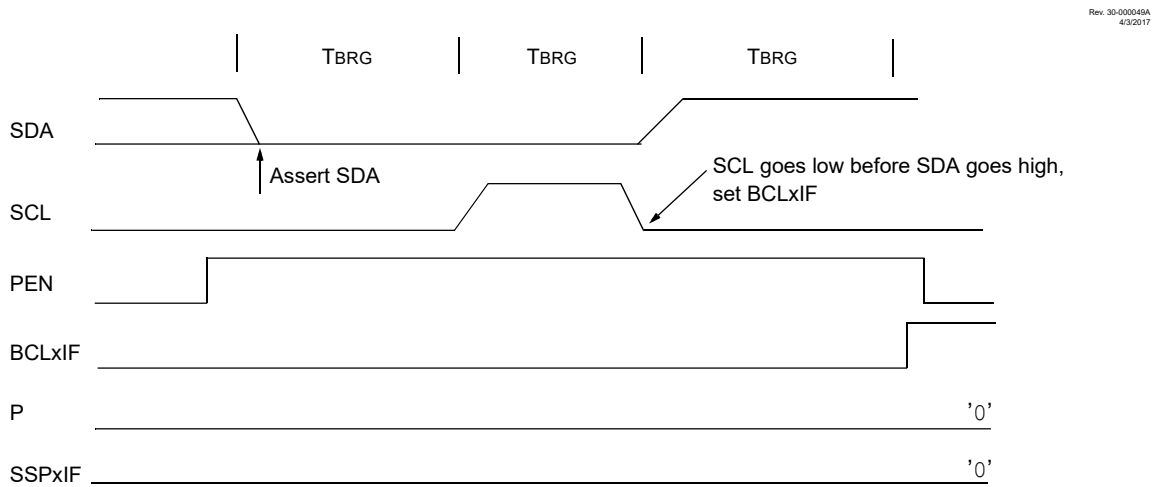 Rev. 30-000049A
4/3/2017
TBRG TBRG TBRG
SDA
Assert SDA
SCL goes low before SDA goes high,
set BCLxIF
SCL
PEN
BCLxIF
P '0'
SSPxIF '0'